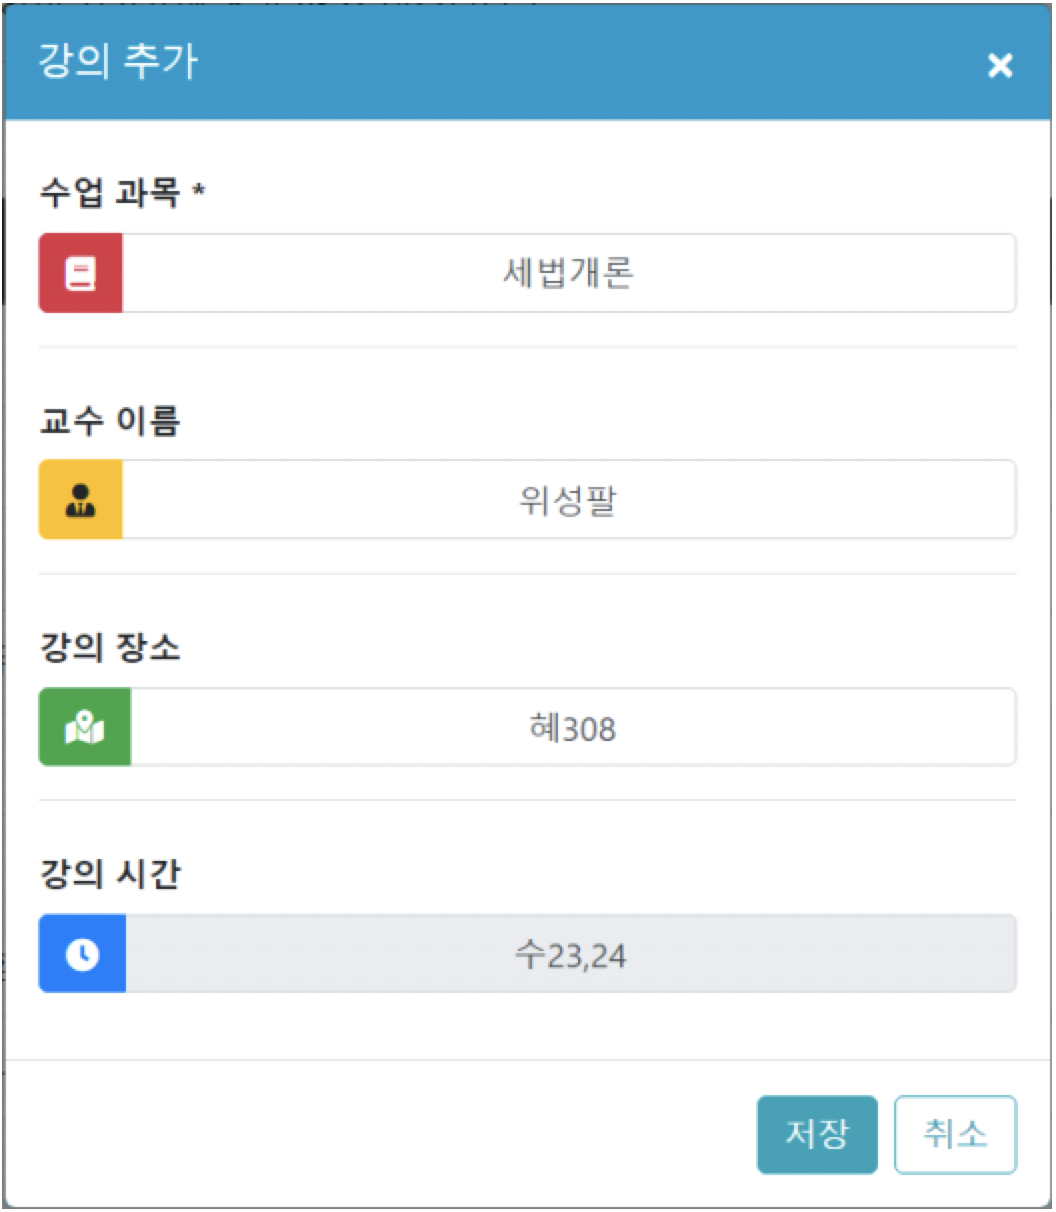 강의 추가
수업 과목 *
세법개론
교수 이름
위성팔
강의 장소
혜308
강의 시간
수23,24
저장 취소